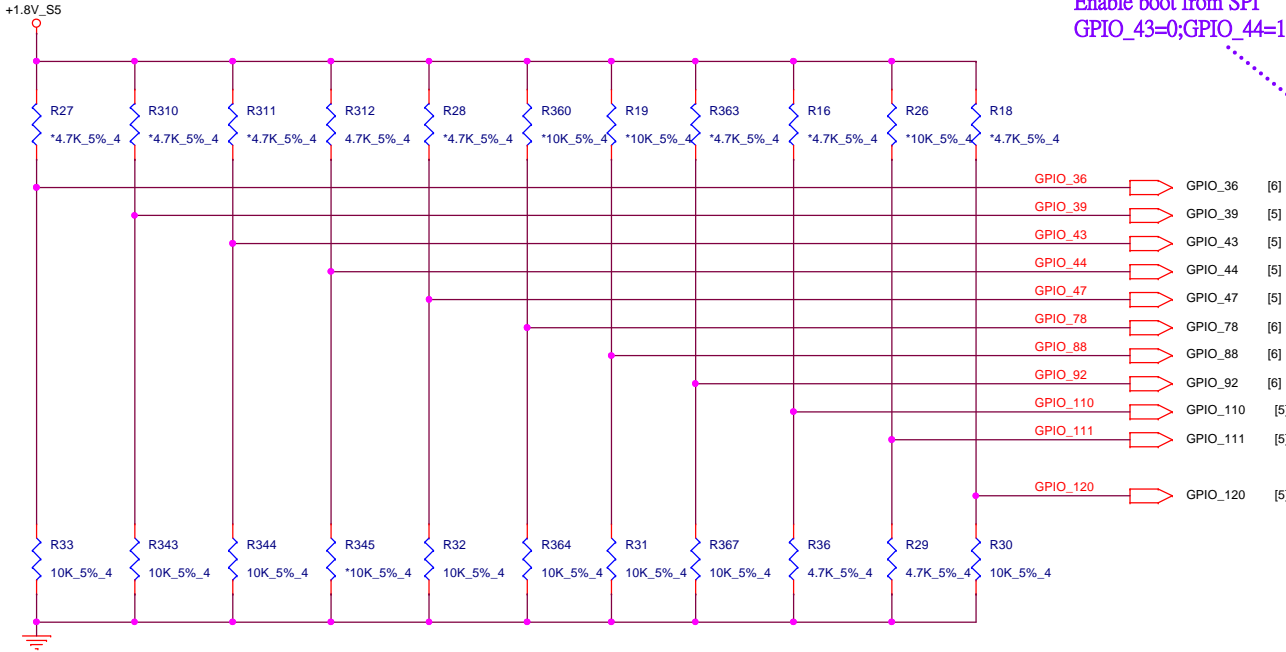 +1.8V_S5
Enable boot from SPI
GPIO_43=0;GPIO_44=1
R27 R310 R311 R312 R28 R360 R19 R363 R16 R26 R18
*4.7K_5%_4 *4.7K_5%_4 *4.7K_5%_4 4.7K_5%_4 *4.7K_5%_4 *10K_5%_4 *10K_5%_4 *4.7K_5%_4 *4.7K_5%_4 *10K_5%_4 *4.7K_5%_4
GPIO_36 GPIO_36 [6]
GPIO_39 GPIO_39 [5]
GPIO_43 GPIO_43 [5]
GPIO_44 GPIO_44 [5]
GPIO_47 GPIO_47 [5]
GPIO_78 GPIO_78 [6]
GPIO_88 GPIO_88 [6]
GPIO_92 GPIO_92 [6]
GPIO_110 GPIO_110 [5]
GPIO_111 GPIO_111 [5]
GPIO_120 GPIO_120 [5]
R33 R343 R344 R345 R32 R364 R31 R367 R36 R29 R30
10K_5%_4 10K_5%_4 10K_5%_4 *10K_5%_4 10K_5%_4 10K_5%_4 10K_5%_4 10K_5%_4 4.7K_5%_4 4.7K_5%_4 10K_5%_4